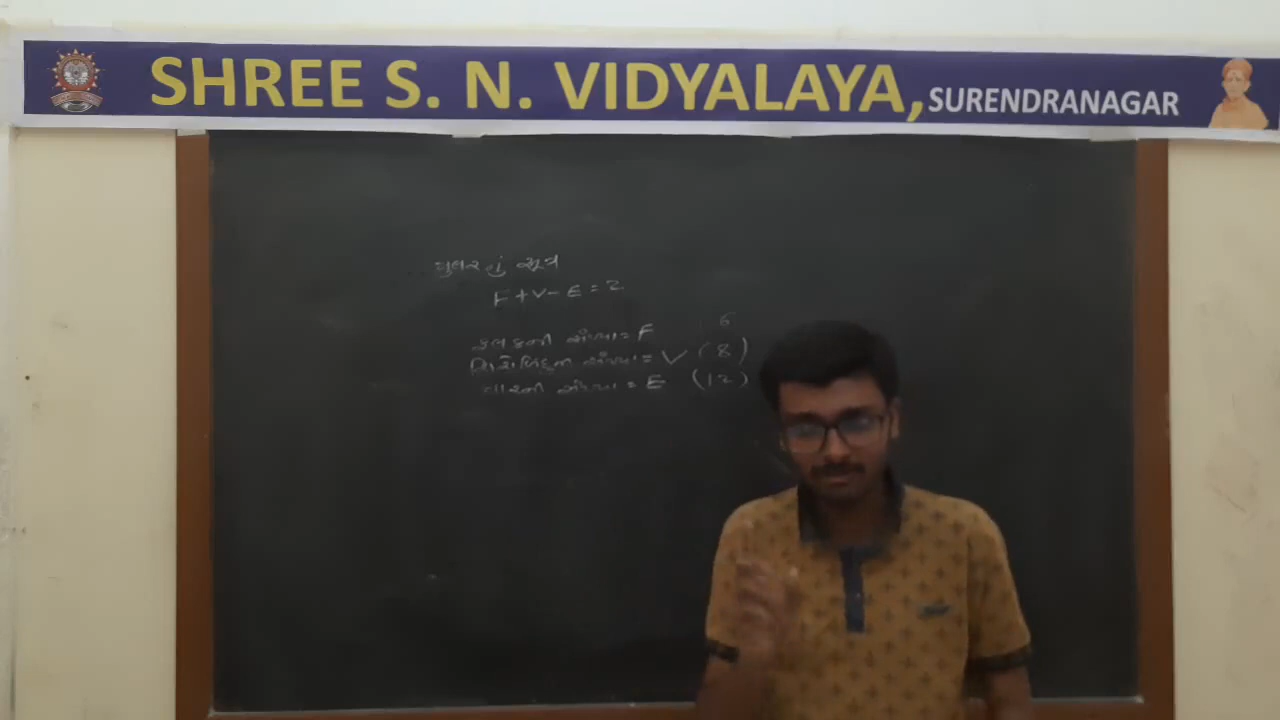 SHREE S. N. VIDYALAYA, SURENDRANAGAR
યુલરનું સૂત્ર
F + V - E = 2
6
ફલકની સંખ્યા = F
શિરોબિંદુની સંખ્યા = V (8)
ધારની સંખ્યા = E (12)